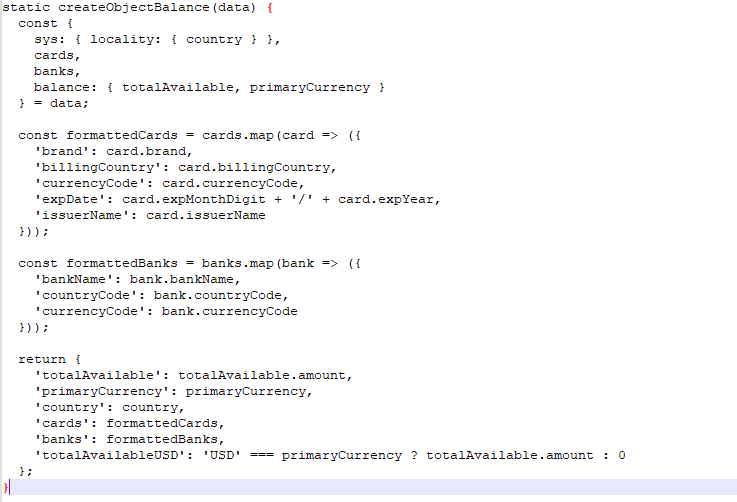 static createObjectBalance(data) {
  const {
    sys: { locality: { country } },
    cards,
    banks,
    balance: { totalAvailable, primaryCurrency }
  } = data;

  const formattedCards = cards.map(card => ({
    'brand': card.brand,
    'billingCountry': card.billingCountry,
    'currencyCode': card.currencyCode,
    'expDate': card.expMonthDigit + '/' + card.expYear,
    'issuerName': card.issuerName
  }));

  const formattedBanks = banks.map(bank => ({
    'bankName': bank.bankName,
    'countryCode': bank.countryCode,
    'currencyCode': bank.currencyCode
  }));

  return {
    'totalAvailable': totalAvailable.amount,
    'primaryCurrency': primaryCurrency,
    'country': country,
    'cards': formattedCards,
    'banks': formattedBanks,
    'totalAvailableUSD': 'USD' === primaryCurrency ? totalAvailable.amount : 0
  };
}